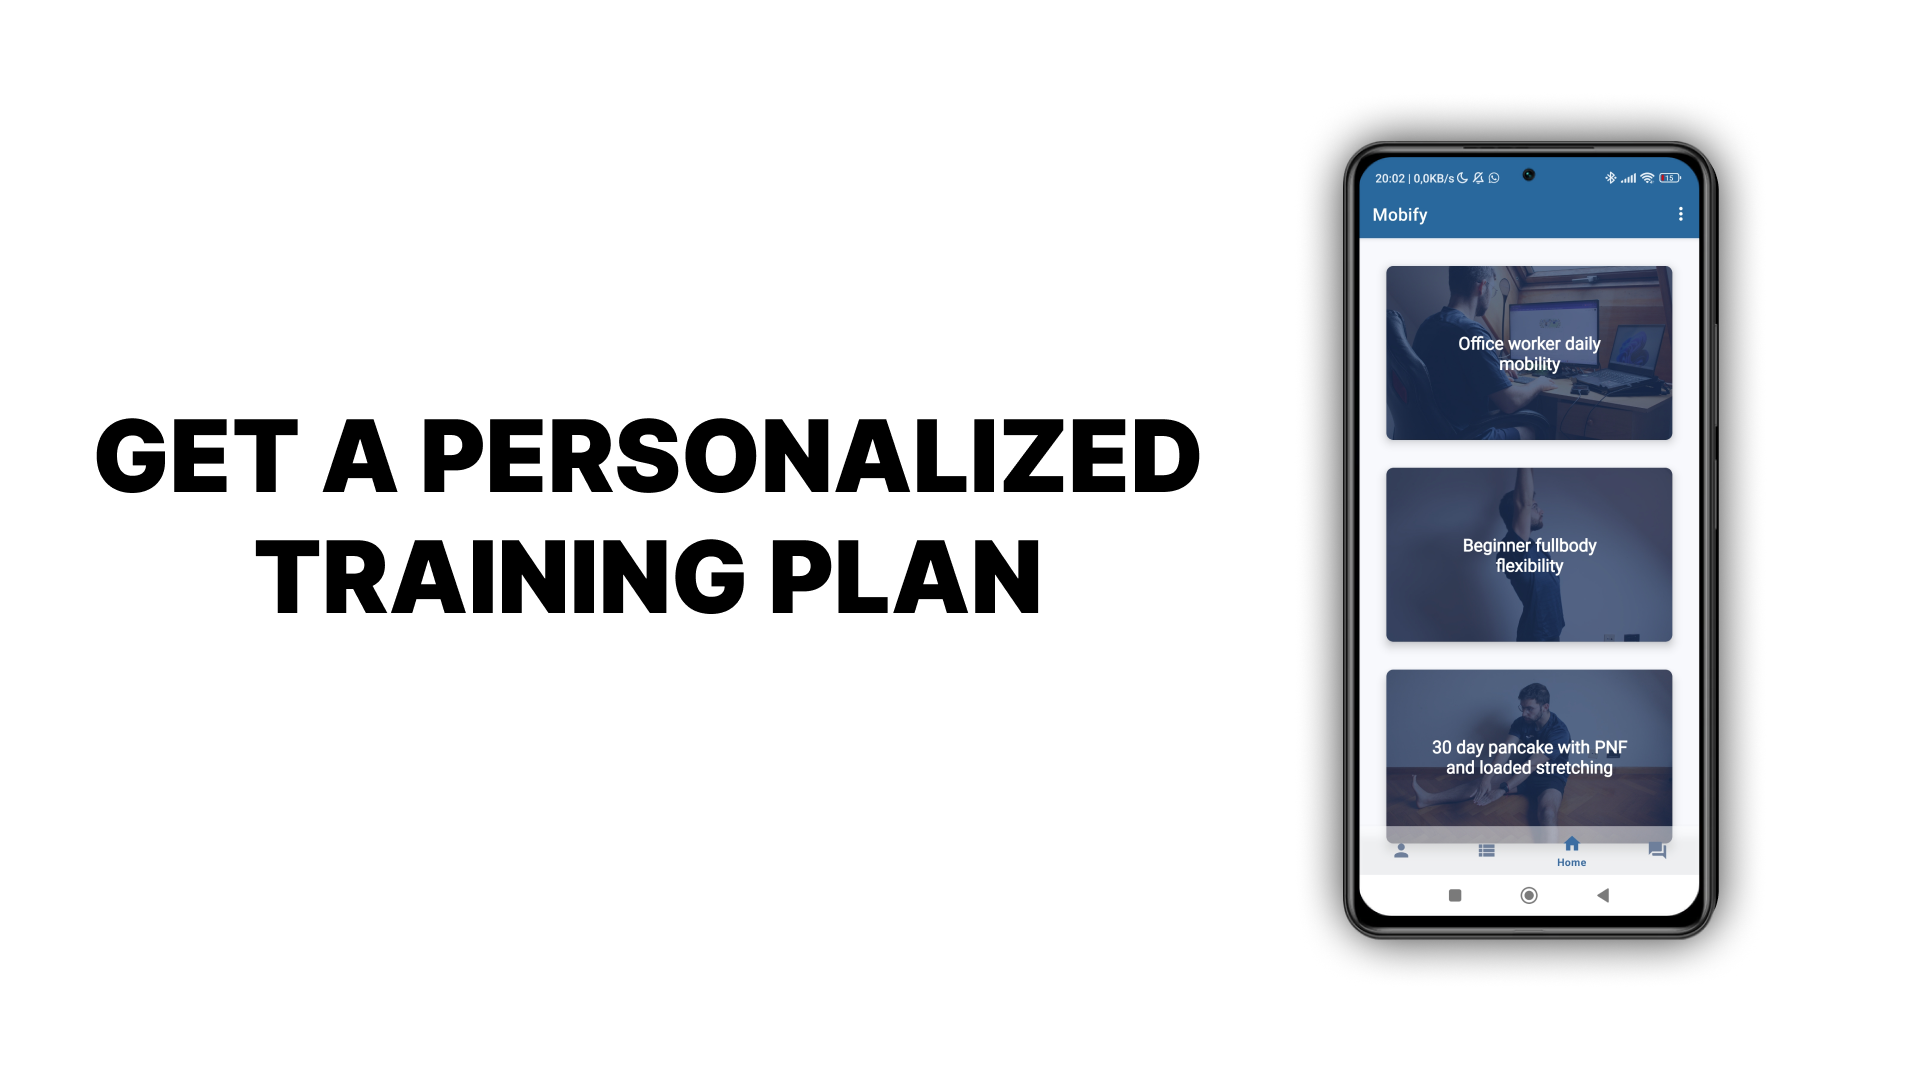 GET A PERSONALIZED
TRAINING PLAN
20:02 | 0,0KB/s
15
Mobify
Office worker daily
mobility
Beginner fullbody
flexibility
30 day pancake with PNF
and loaded stretching
Home